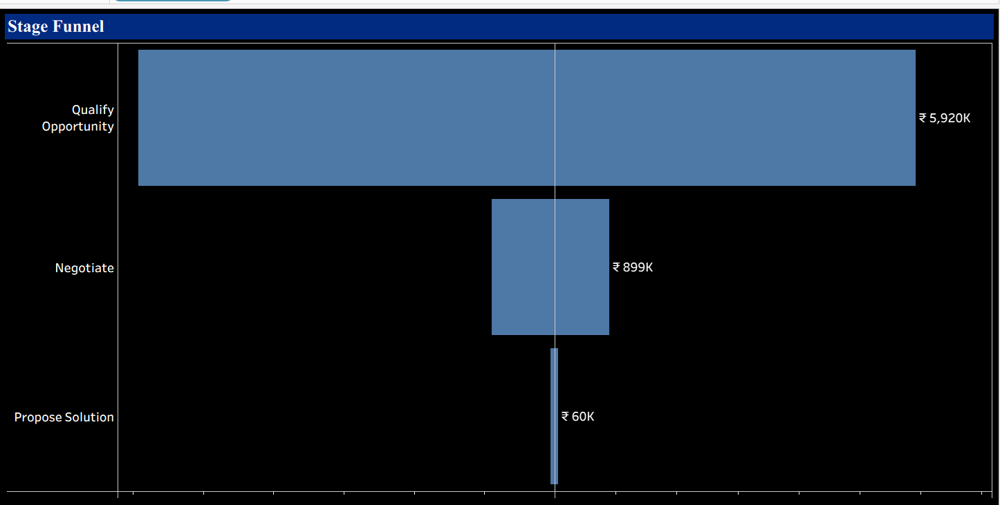 Stage Funnel
Qualify
Opportunity
₹ 5,920K
Negotiate
₹ 899K
Propose Solution
₹ 60K